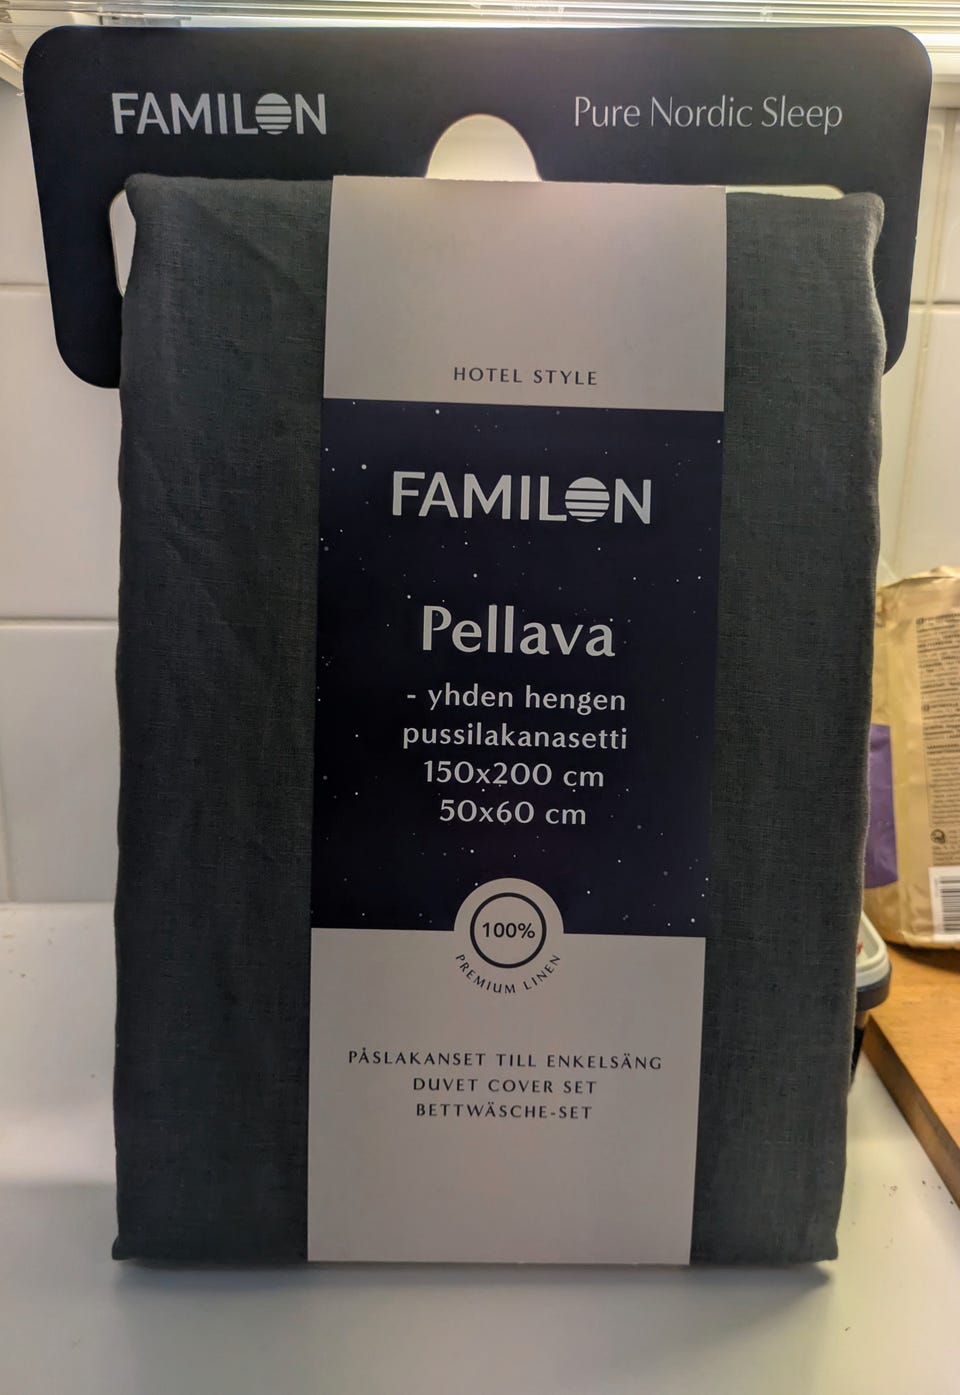 FAMILON
Pure Nordic Sleep
HOTEL STYLE
FAMILON
Pellava
- yhden hengen
pussilakanasetti
150x200 cm
50x60 cm
100%
PREMIUM LINEN
PÅSLAKANSET TILL ENKELSÄNG
DUVET COVER SET
BETTWÄSCHE-SET